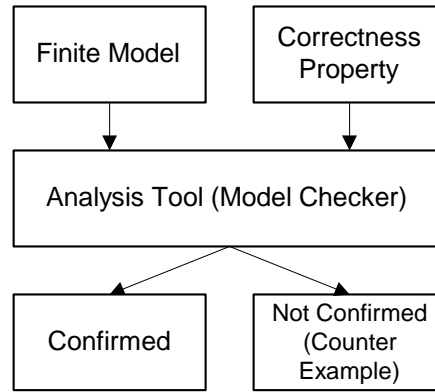 Finite Model
Correctness
Property
Analysis Tool (Model Checker)
Confirmed
Not Confirmed
(Counter
Example)